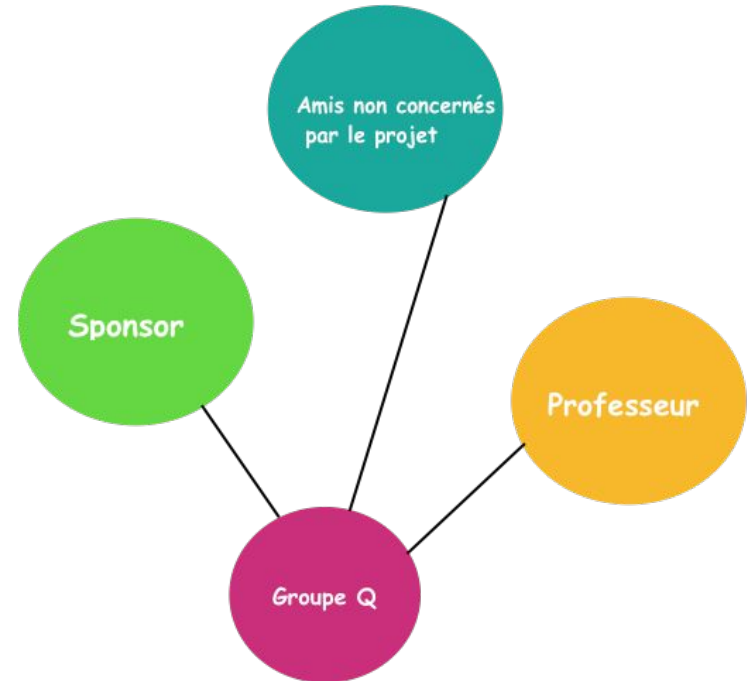 Amis non concernés
par le projet
Sponsor
Professeur
Groupe Q